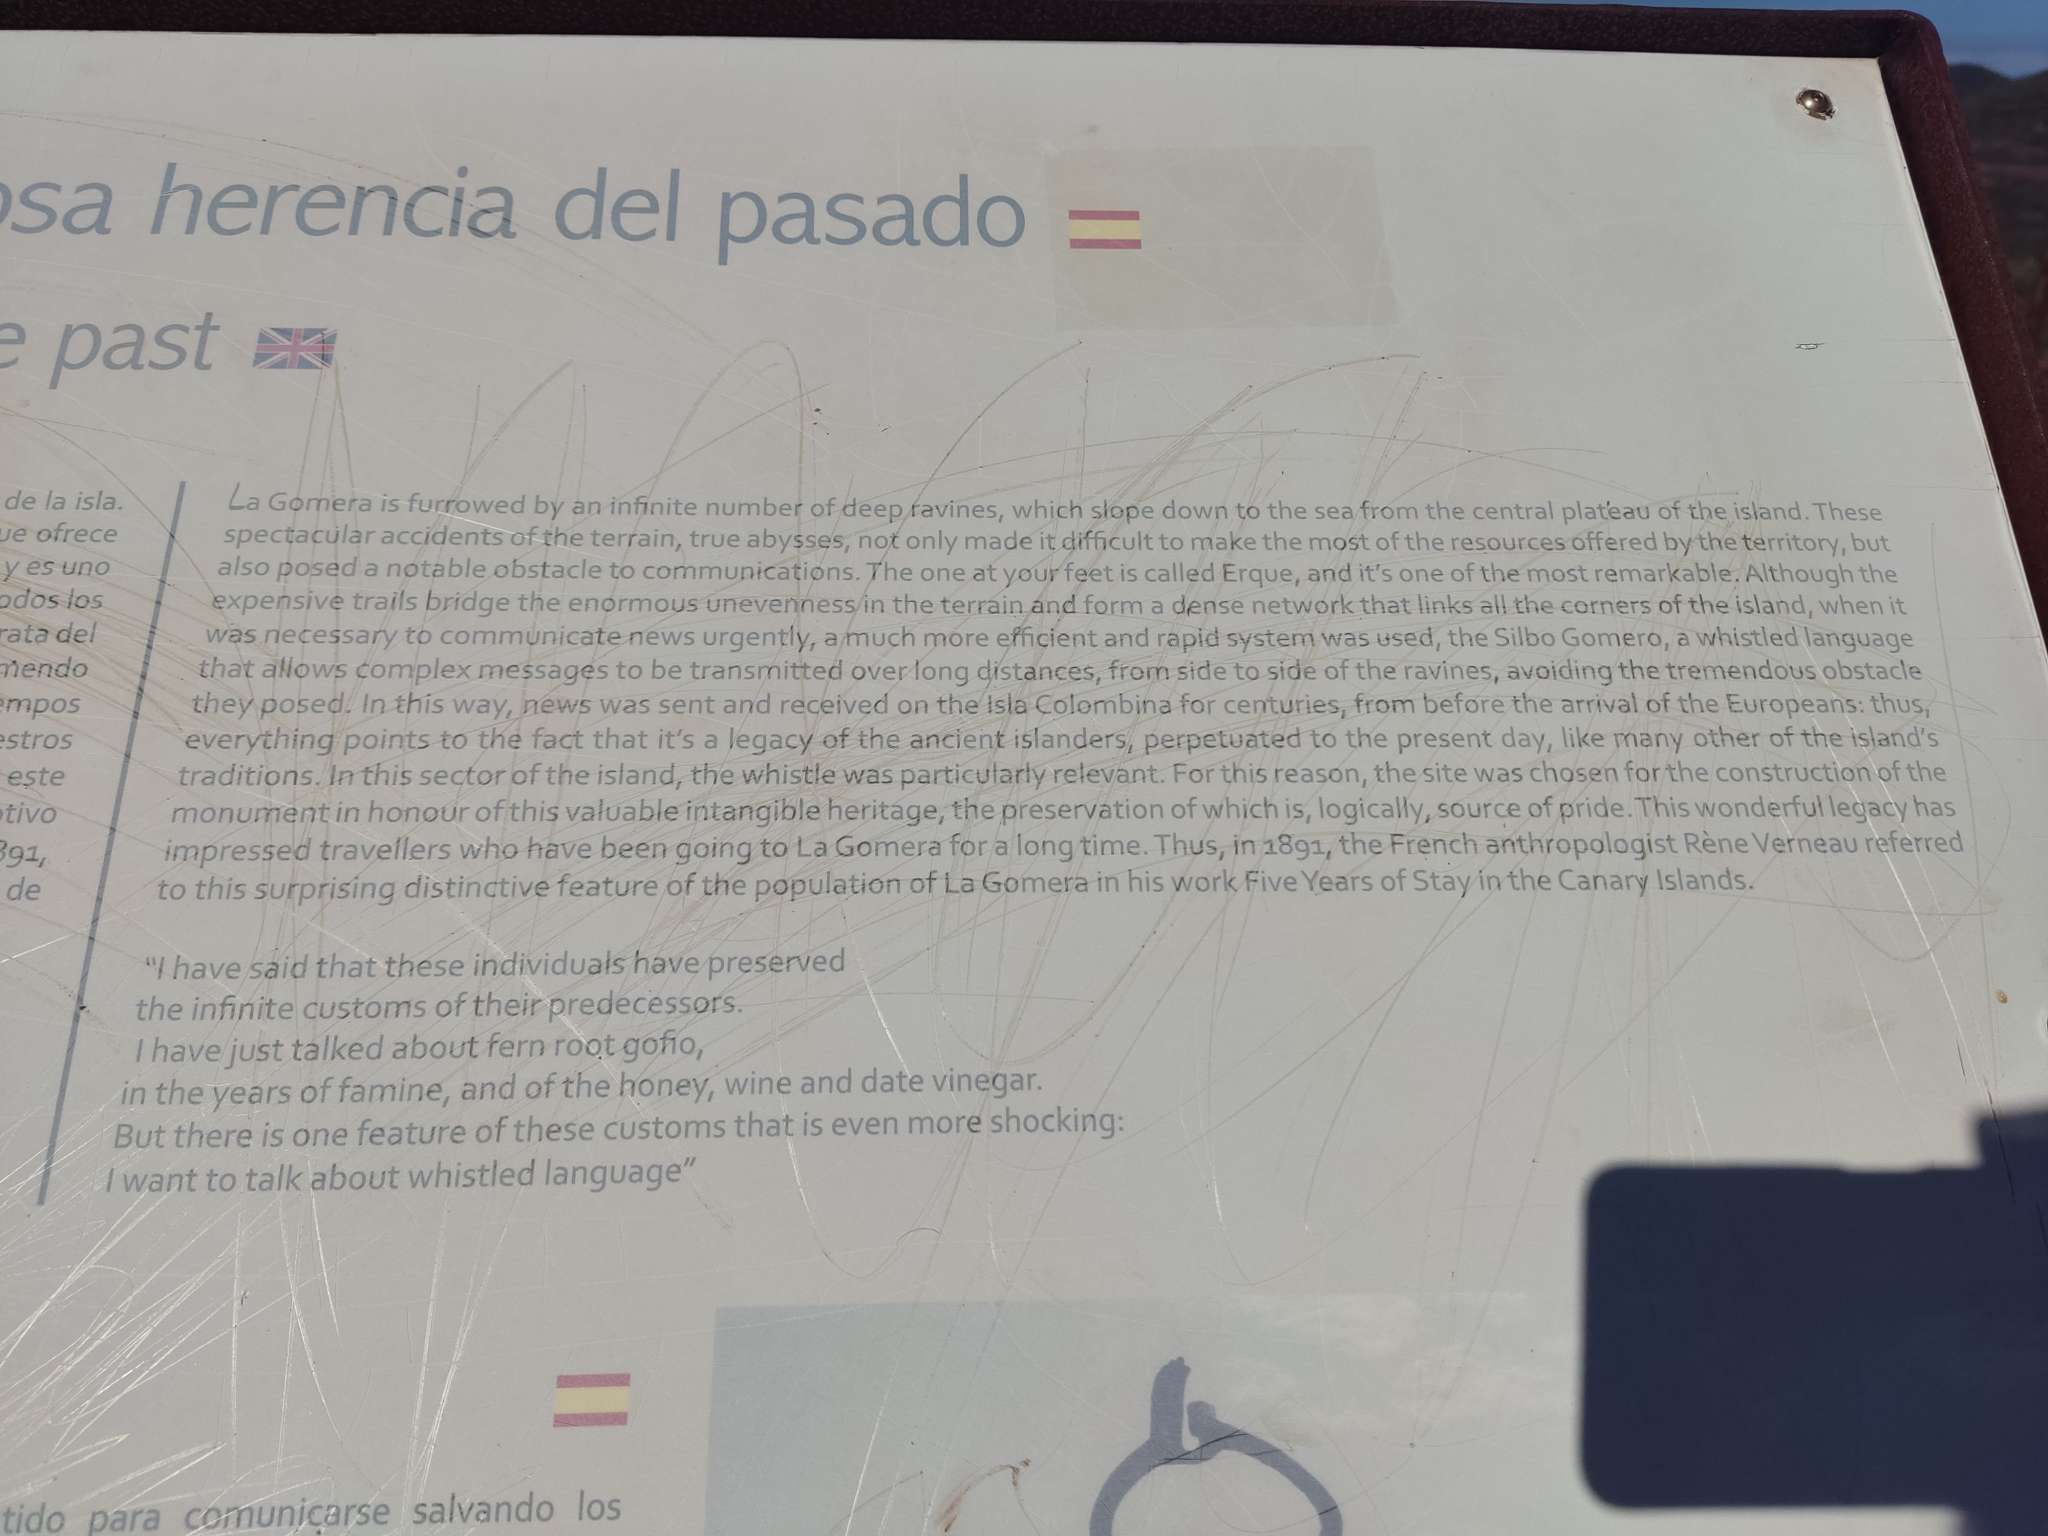 osa herencia del pasado
e past
de la isla.
ue ofrece
y es uno
odos los
rata del
mendo
empos
estros
este
otivo
891,
de
La Gomera is furrowed by an infinite number of deep ravines, which slope down to the sea from the central plateau of the island. These
spectacular accidents of the terrain, true abysses, not only made it difficult to make the most of the resources offered by the territory, but
also posed a notable obstacle to communications. The one at your feet is called Erque, and it's one of the most remarkable. Although the
expensive trails bridge the enormous unevenness in the terrain and form a dense network that links all the corners of the island, when it
was necessary to communicate news urgently, a much more efficient and rapid system was used, the Silbo Gomero, a whistled language
that allows complex messages to be transmitted over long distances, from side to side of the ravines, avoiding the tremendous obstacle
they posed. In this way, news was sent and received on the Isla Colombina for centuries, from before the arrival of the Europeans: thus,
everything points to the fact that it's a legacy of the ancient islanders, perpetuated to the present day, like many other of the island's
traditions. In this sector of the island, the whistle was particularly relevant. For this reason, the site was chosen for the construction of the
monument in honour of this valuable intangible heritage, the preservation of which is, logically, source of pride. This wonderful legacy has
impressed travellers who have been going to La Gomera for a long time. Thus, in 1891, the French anthropologist Rène Verneau referred
to this surprising distinctive feature of the population of La Gomera in his work Five Years of Stay in the Canary Islands.
“I have said that these individuals have preserved
the infinite customs of their predecessors.
I have just talked about fern root gofio,
in the years of famine, and of the honey, wine and date vinegar.
But there is one feature of these customs that is even more shocking:
I want to talk about whistled language”
tido para comunicarse salvando los